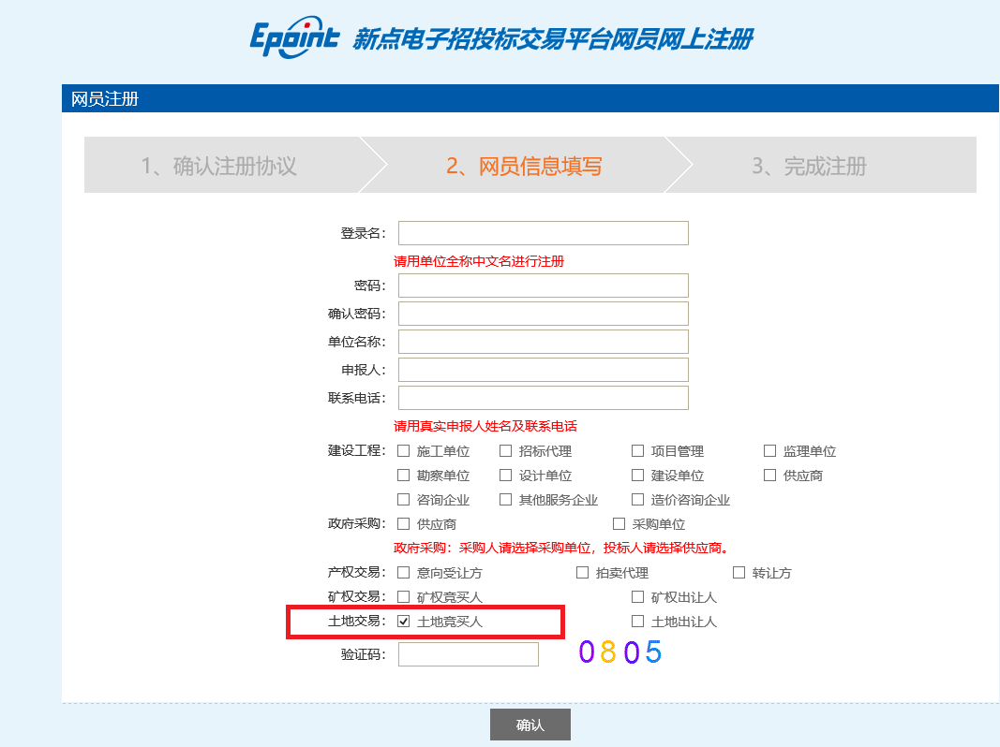 Epoint 新点电子招投标交易平台网员网上注册
网员注册
1、确认注册协议 2、网员信息填写 3、完成注册
登录名：
请用单位全称中文名进行注册
密码：
确认密码：
单位名称：
申报人：
联系电话：
请用真实申报人姓名及联系电话
建设工程： 施工单位 招标代理 项目管理 监理单位
勘察单位 设计单位 建设单位 供应商
咨询企业 其他服务企业 造价咨询企业
政府采购： 供应商 采购单位
政府采购：采购人请选择采购单位，投标人请选择供应商。
产权交易： 意向受让方 拍卖代理 转让方
矿权交易： 矿权竞买人 矿权出让人
土地交易： 土地竞买人 土地出让人
验证码： 0805
确认